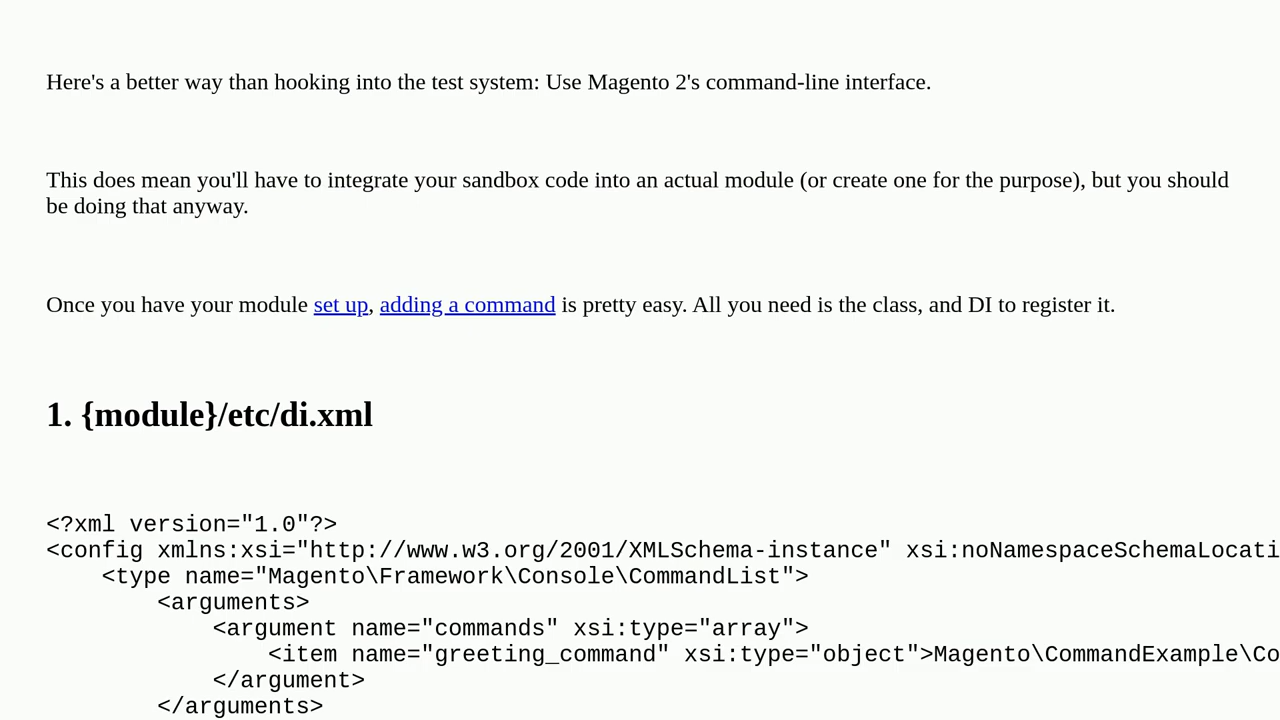 Here's a better way than hooking into the test system: Use Magento 2's command-line interface.
This does mean you'll have to integrate your sandbox code into an actual module (or create one for the purpose), but you should
be doing that anyway.
Once you have your module set up, adding a command is pretty easy. All you need is the class, and DI to register it.
1. {module}/etc/di.xml
<?xml version="1.0"?>
<config xmlns:xsi="http://www.w3.org/2001/XMLSchema-instance" xsi:noNamespaceSchemaLocati
    <type name="Magento\Framework\Console\CommandList">
        <arguments>
            <argument name="commands" xsi:type="array">
                <item name="greeting_command" xsi:type="object">Magento\CommandExample\Co
            </argument>
        </arguments>